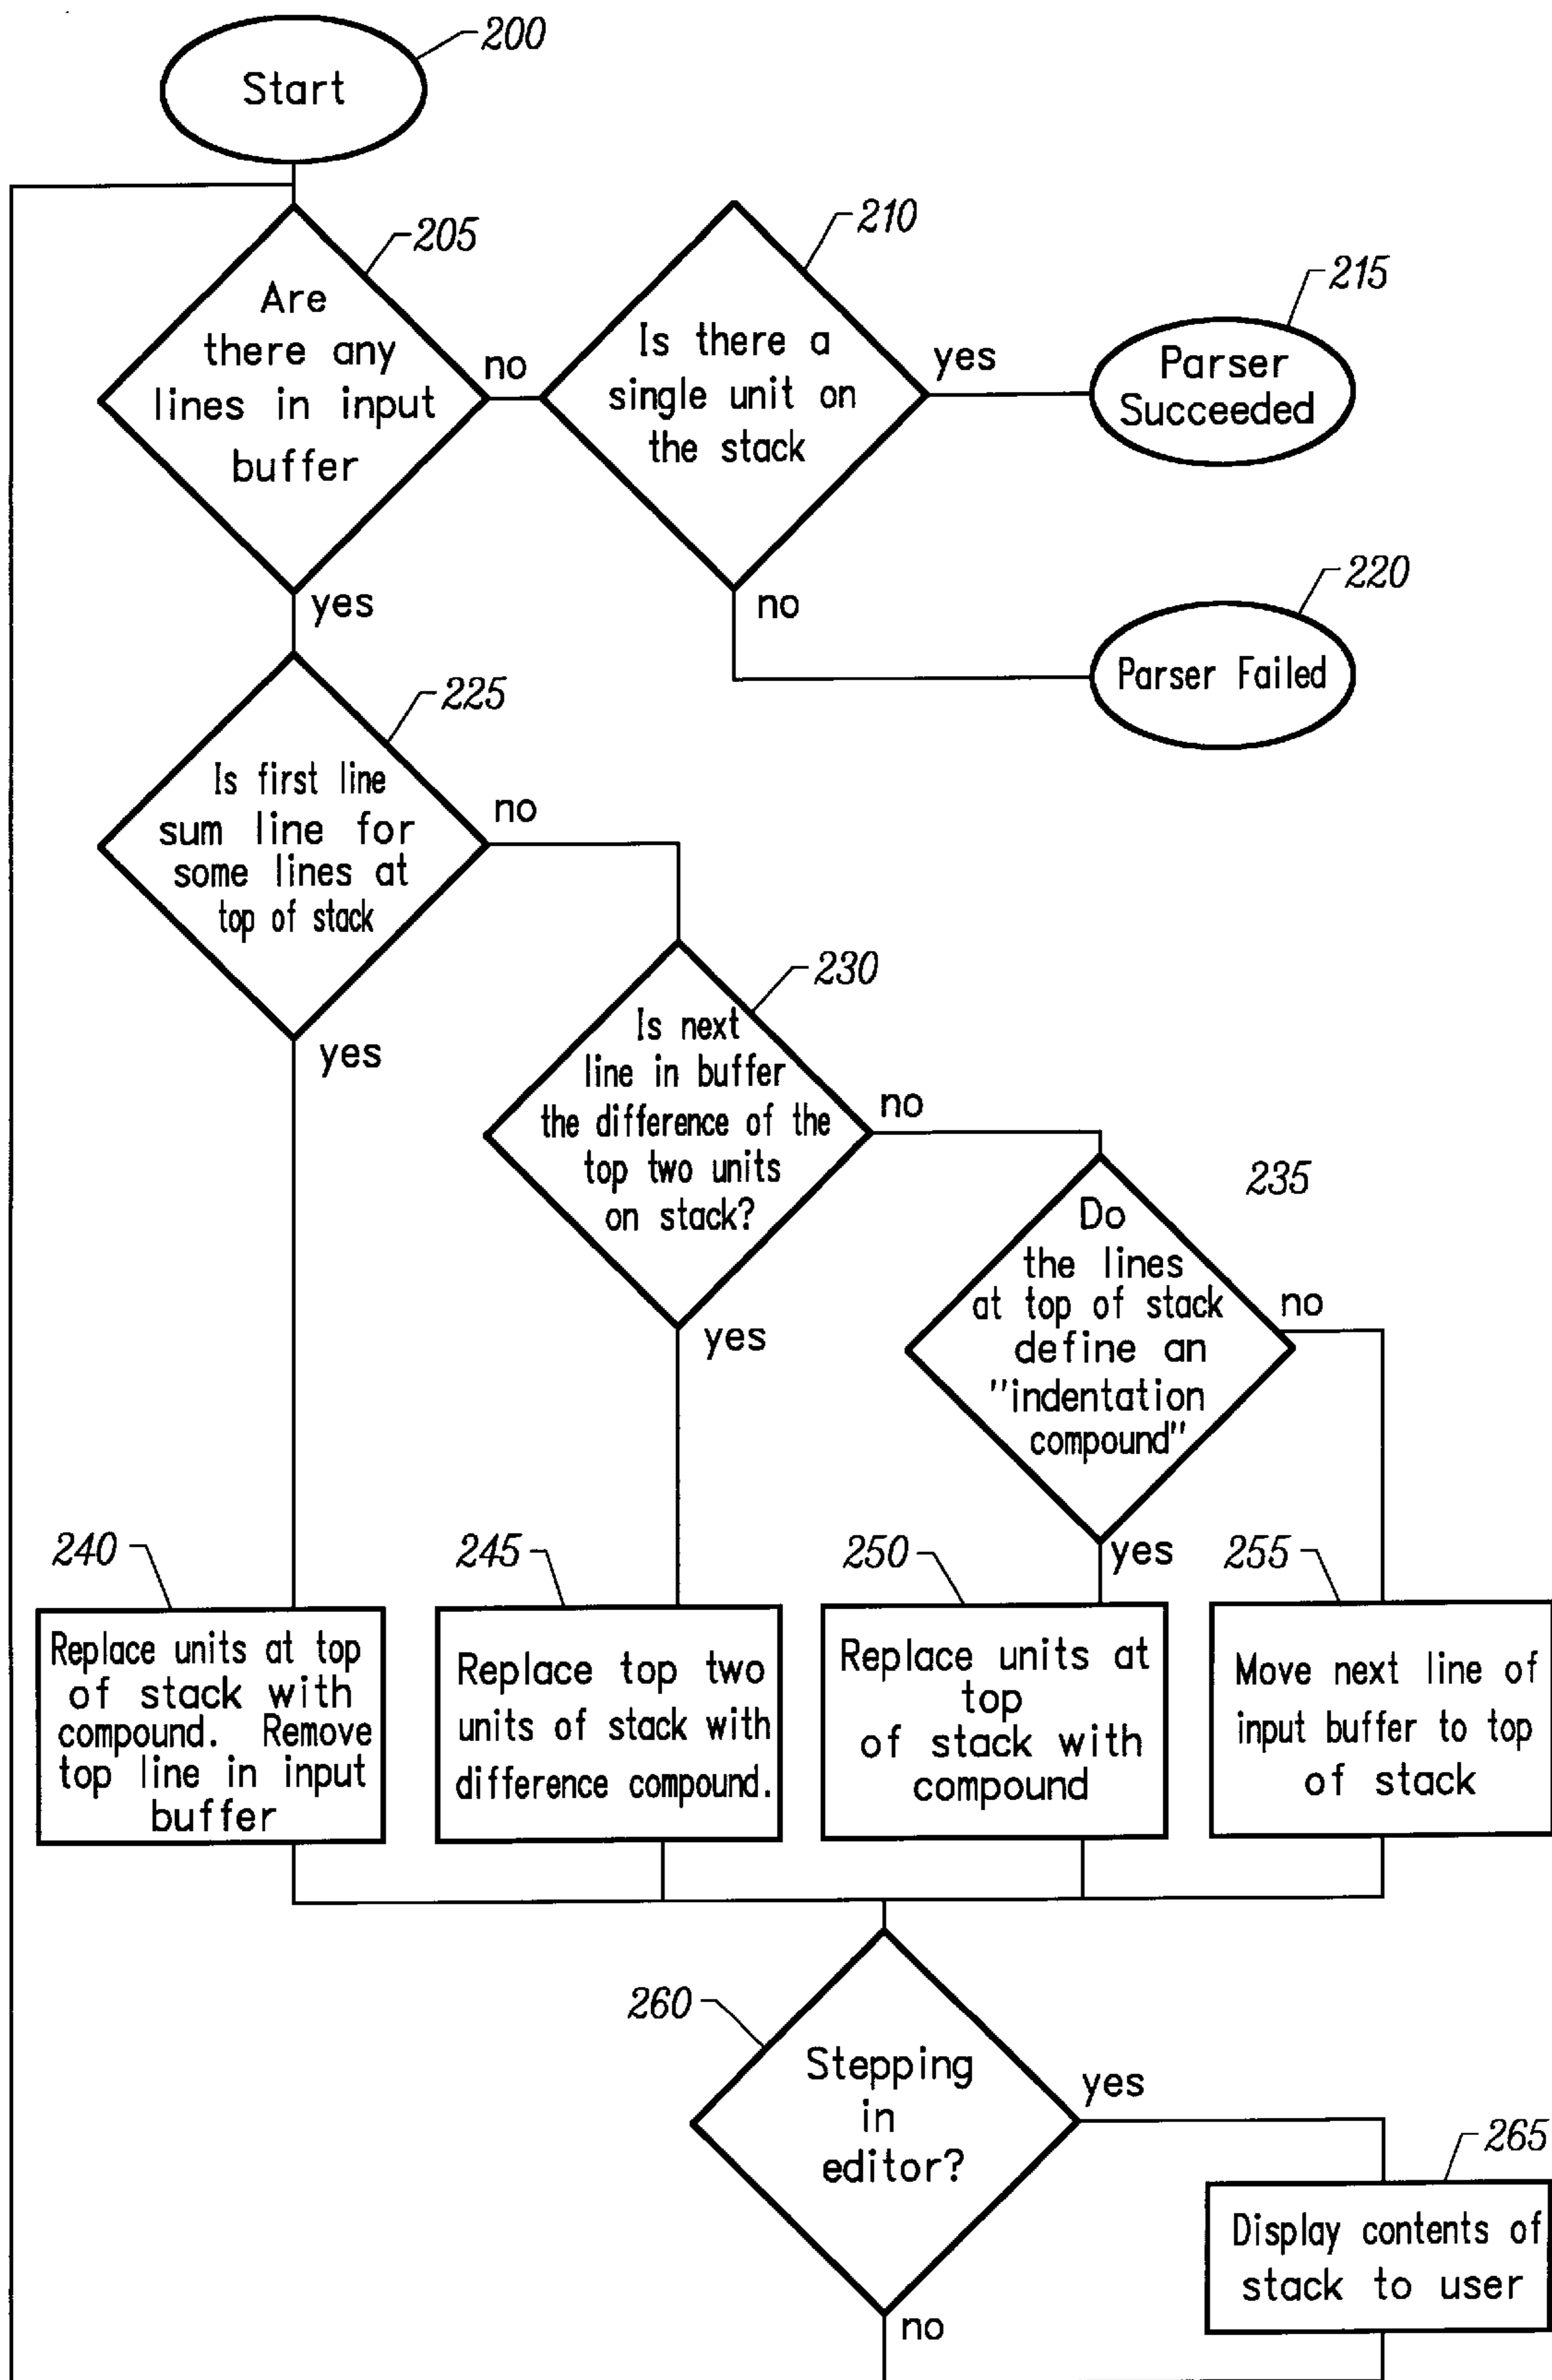 200
Start
205
Are
there any
lines in input
buffer
no
yes
210
Is there a
single unit on
the stack
yes
no
215
Parser
Succeeded
220
Parser Failed
225
Is first line
sum line for
some lines at
top of stack
no
yes
230
Is next
line in buffer
the difference of the
top two units
on stack?
no
yes
235
Do
the lines
at top of stack
define an
"indentation
compound"
no
yes
240
Replace units at top
of stack with
compound. Remove
top line in input
buffer
245
Replace top two
units of stack with
difference compound.
250
Replace units at
top
of stack with
compound
255
Move next line of
input buffer to top
of stack
260
Stepping
in
editor?
yes
no
265
Display contents of
stack to user